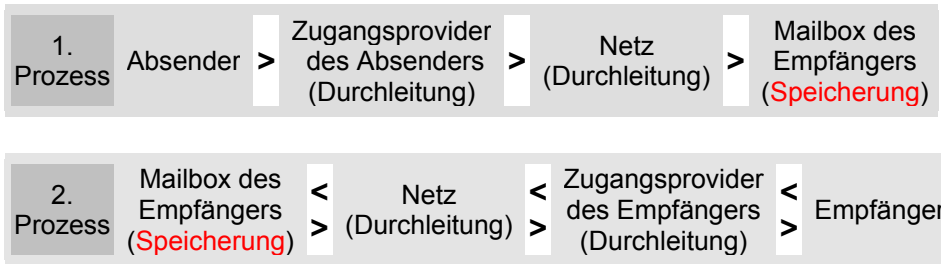 1.
Prozess
Absender
>
Zugangsprovider
des Absenders
(Durchleitung)
>
Netz
(Durchleitung)
>
Mailbox des
Empfängers
(Speicherung)
2.
Prozess
Mailbox des
Empfängers
(Speicherung)
<
>
Netz
(Durchleitung)
<
>
Zugangsprovider
des Empfängers
(Durchleitung)
<
>
Empfänger